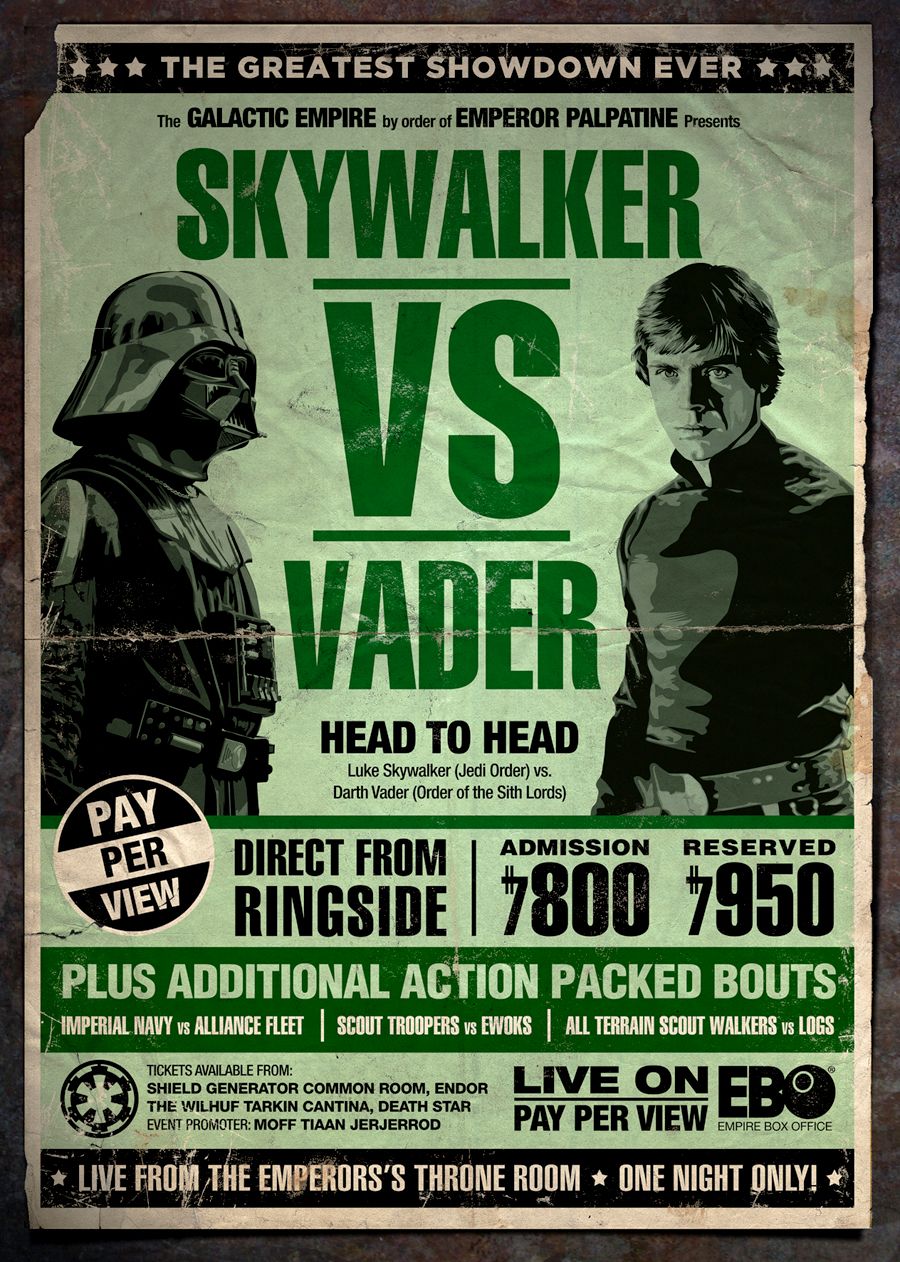 ★ ★ ★ THE GREATEST SHOWDOWN EVER ★ ★ ★
The GALACTIC EMPIRE by order of EMPEROR PALPATINE Presents
SKYWALKER
VS
VADER
HEAD TO HEAD
Luke Skywalker (Jedi Order) vs.
Darth Vader (Order of the Sith Lords)
PAY
PER
VIEW
DIRECT FROM
RINGSIDE
ADMISSION
800
RESERVED
950
PLUS ADDITIONAL ACTION PACKED BOUTS
IMPERIAL NAVY vs ALLIANCE FLEET | SCOUT TROOPERS vs EWOKS | ALL TERRAIN SCOUT WALKERS vs LOGS
TICKETS AVAILABLE FROM:
SHIELD GENERATOR COMMON ROOM, ENDOR
THE WILHUF TARKIN CANTINA, DEATH STAR
EVENT PROMOTER: MOFF TIAAN JERJERROD
LIVE ON
PAY PER VIEW
EBO®
EMPIRE BOX OFFICE
★ LIVE FROM THE EMPERORS'S THRONE ROOM ★ ONE NIGHT ONLY! ★